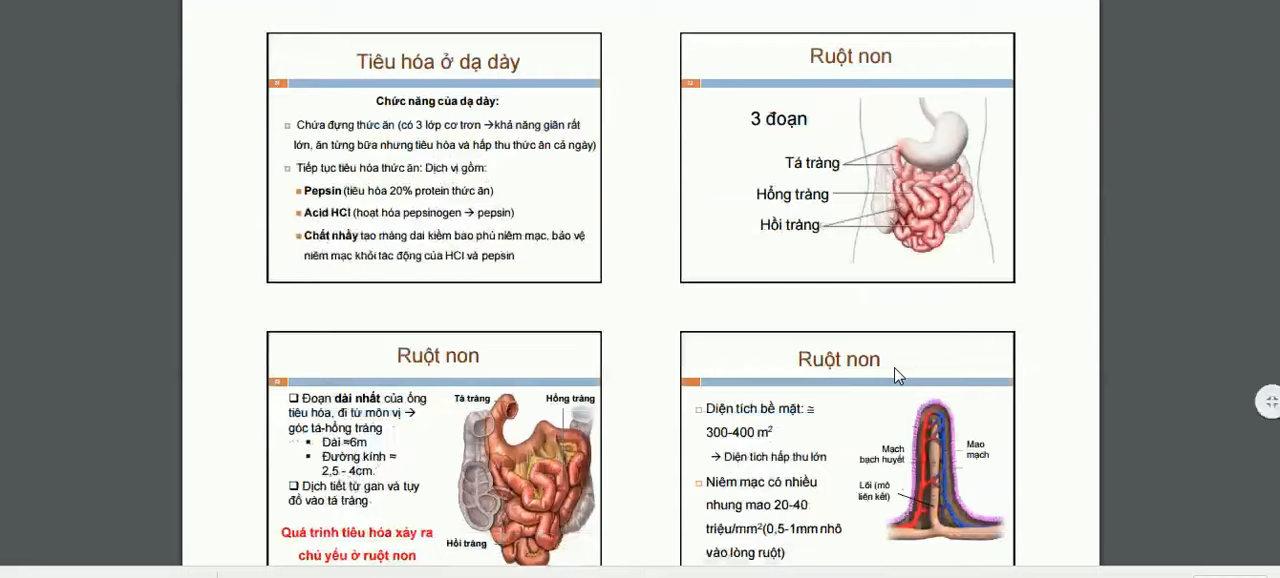 Tiêu hóa ở dạ dày
Chức năng của dạ dày:
Chứa đựng thức ăn (có 3 lớp cơ trơn →khả năng giãn rất
lớn, ăn từng bữa nhưng tiêu hóa và hấp thu thức ăn cả ngày)
Tiếp tục tiêu hóa thức ăn: Dịch vị gồm:
Pepsin (tiêu hóa 20% protein thức ăn)
Acid HCl (hoạt hóa pepsinogen → pepsin)
Chất nhầy tạo màng dai kiềm bao phủ niêm mạc, bảo vệ
niêm mạc khỏi tác động của HCl và pepsin
Ruột non
3 đoạn
Tá tràng
Hồng tràng
Hồi tràng
Ruột non
Đoạn dài nhất của ống
tiêu hóa, đi từ môn vị →
góc tá-hồng tràng
Dài ≈6m
Đường kính ≈
2,5 - 4cm.
Dịch tiết từ gan và tụy
đổ vào tá tràng
Quá trình tiêu hóa xảy ra
chủ yếu ở ruột non
Tá tràng
Hồng tràng
Hồi tràng
Ruột non
Diện tích bề mặt: ≅
300-400 m²
→ Diện tích hấp thu lớn
Niêm mạc có nhiều
nhung mao 20-40
triệu/mm²(0,5-1mm nhô
vào lòng ruột)
Mạch
bạch huyết
Mao
mạch
Lõi (mô
liên kết)